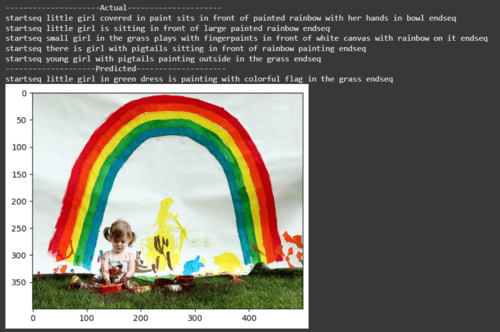 ---------------------Actual---------------------
startseq little girl covered in paint sits in front of painted rainbow with her hands in bowl endseq
startseq little girl is sitting in front of large painted rainbow endseq
startseq small girl in the grass plays with fingerpaints in front of white canvas with rainbow on it endseq
startseq there is girl with pigtails sitting in front of rainbow painting endseq
startseq young girl with pigtails painting outside in the grass endseq
--------------------Predicted--------------------
startseq little girl in green dress is painting with colorful flag in the grass endseq
0
50
100
150
200
250
300
350
0 100 200 300 400